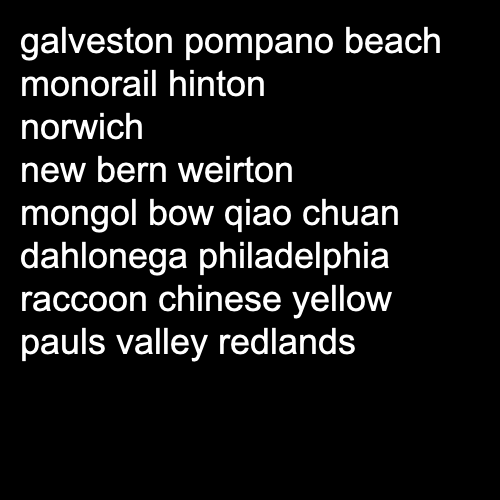 galveston pompano beach
monorail hinton
norwich
new bern weirton
mongol bow qiao chuan
dahlonega philadelphia
raccoon chinese yellow
pauls valley redlands